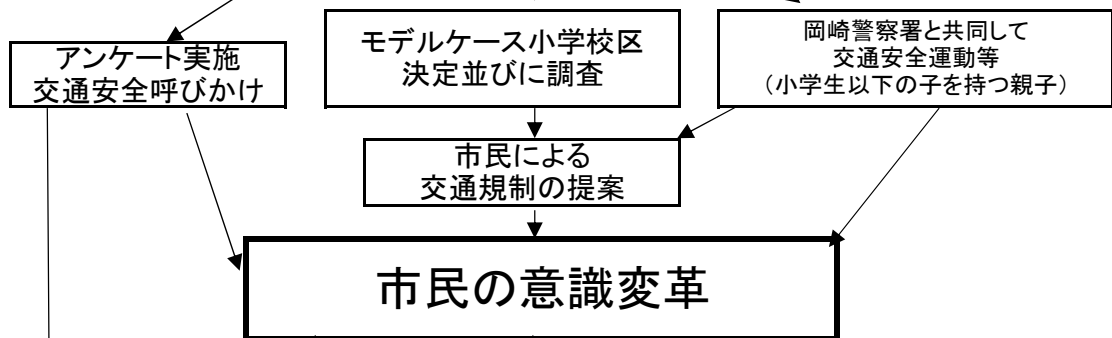 アンケート実施
交通安全呼びかけ
モデルケース小学校区
決定並びに調査
岡崎警察署と共同して
交通安全運動等
（小学生以下の子を持つ親子）
市民による
交通規制の提案
市民の意識変革